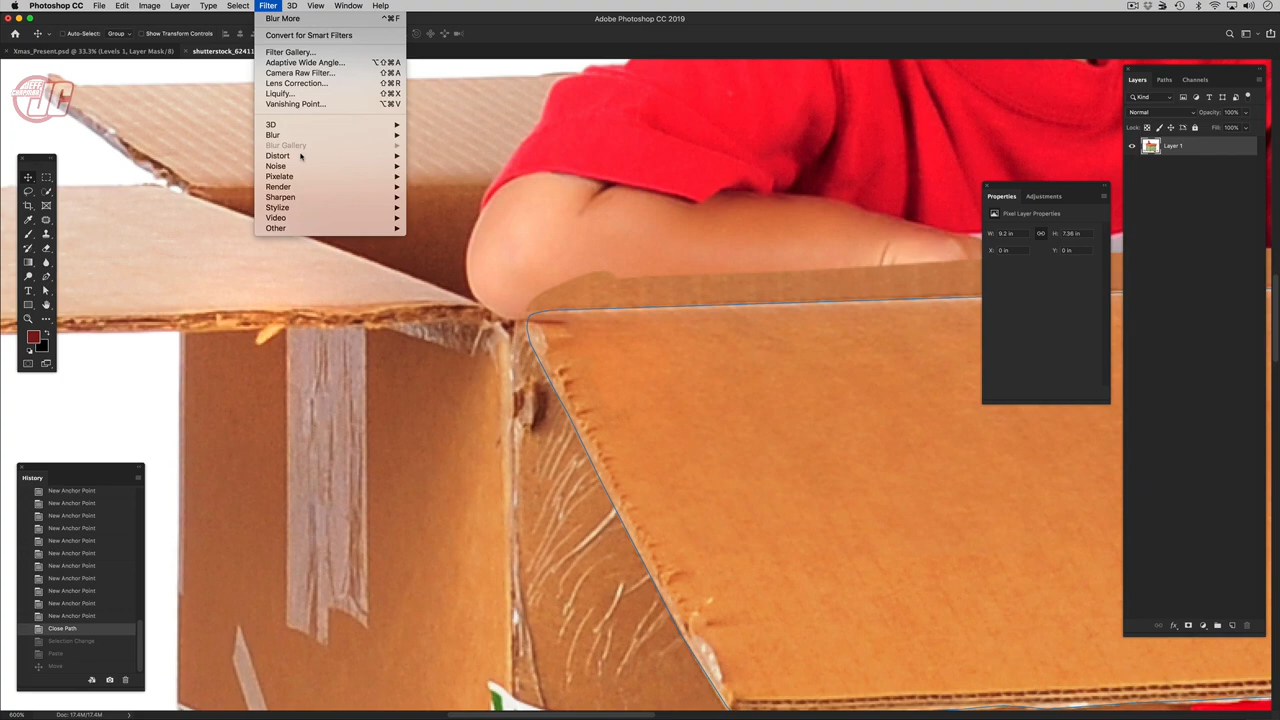 Photoshop CC File Edit Image Layer Type Select Filter 3D View Window Help
Adobe Photoshop CC 2019
Auto-Select: Group Show Transform Controls
Xmas_Present.psd @ 33.3% (Levels 1, Layer Mask/8) shutterstock_62411
JEFF
CAMPAGNA
JC
Blur More ^⌘F
Convert for Smart Filters
Filter Gallery...
Adaptive Wide Angle... ⌥⇧⌘A
Camera Raw Filter... ⇧⌘A
Lens Correction... ⇧⌘R
Liquify... ⇧⌘X
Vanishing Point... ⌥⌘V
3D
Blur
Blur Gallery
Distort
Noise
Pixelate
Render
Sharpen
Stylize
Video
Other
Layers Paths Channels
Kind
Normal Opacity: 100%
Lock: Fill: 100%
Layer 1
Properties Adjustments
Pixel Layer Properties
W: 9.2 in H: 7.36 in
X: 0 in Y: 0 in
History
New Anchor Point
New Anchor Point
New Anchor Point
New Anchor Point
New Anchor Point
New Anchor Point
New Anchor Point
New Anchor Point
New Anchor Point
New Anchor Point
New Anchor Point
Close Path
Selection Change
Paste
Move
600% Doc: 17.4M/17.4M